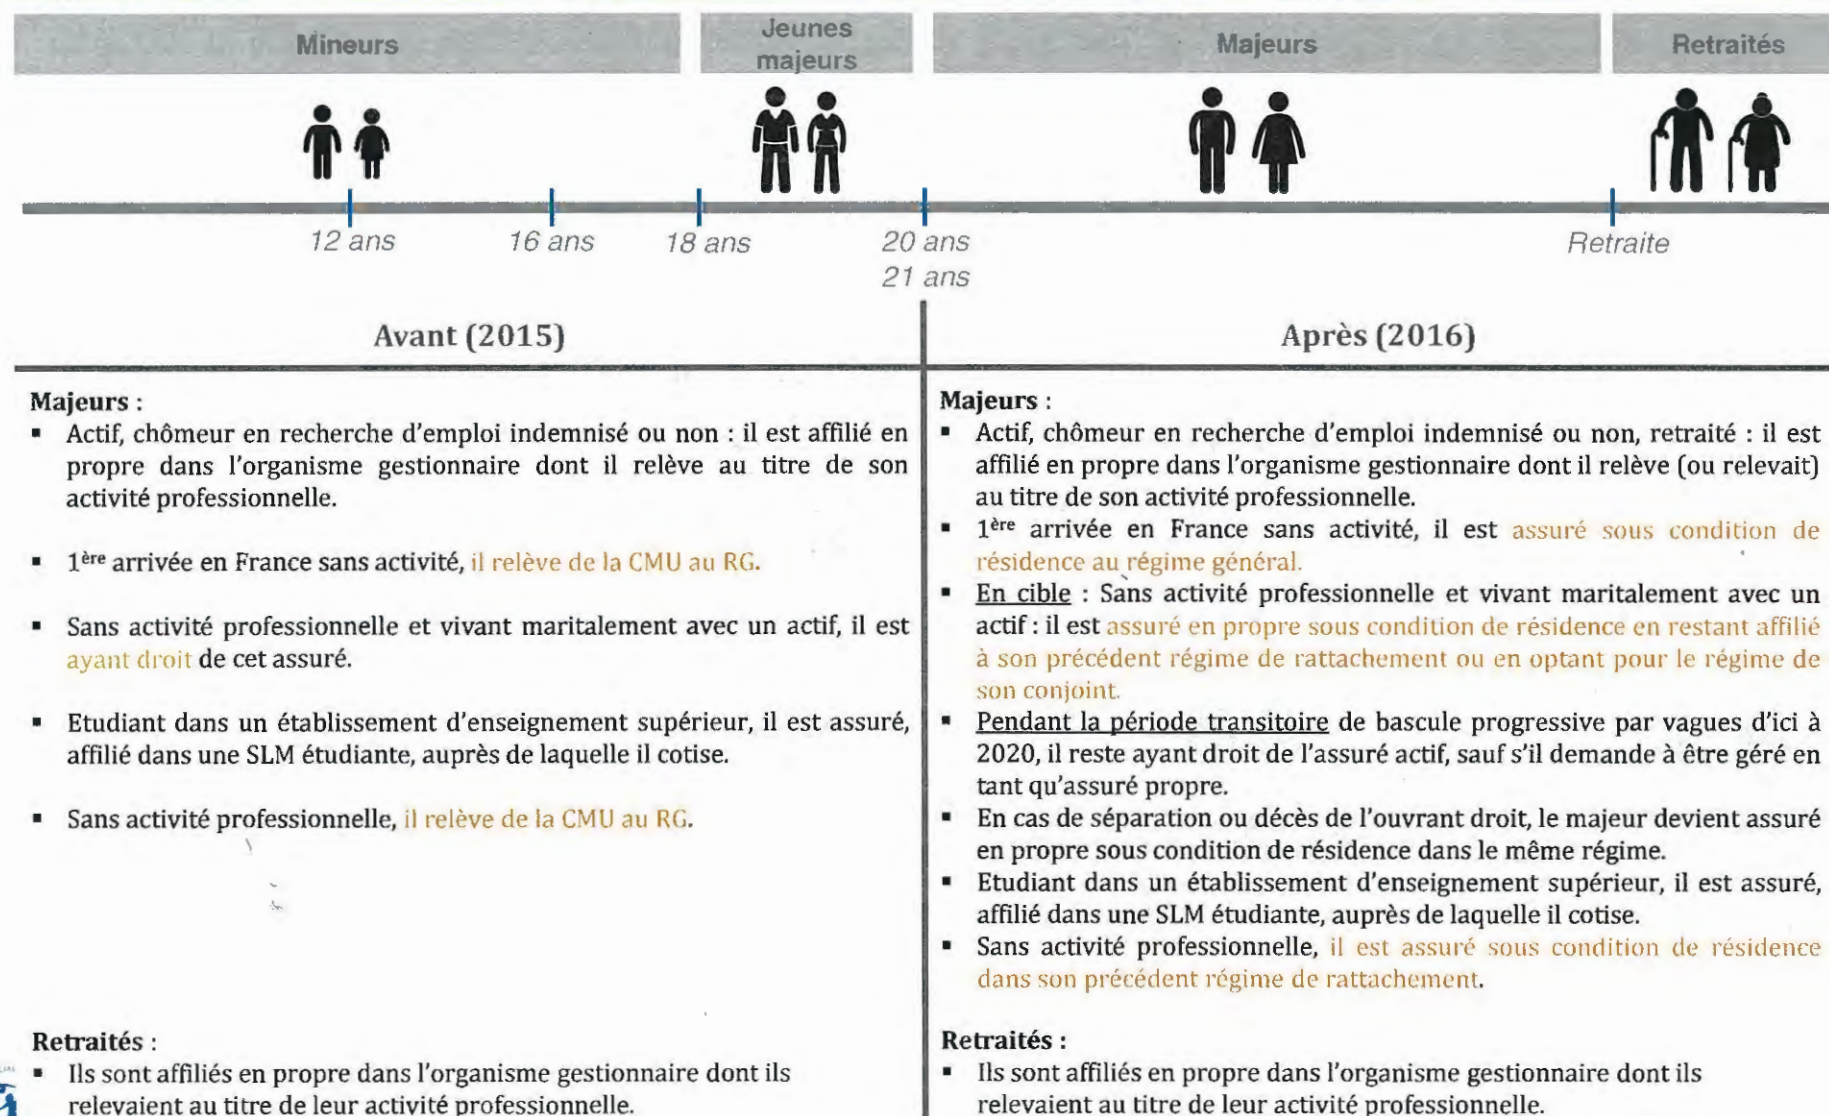 Mineurs
Jeunes
majeurs
Majeurs
Retraités
12 ans
16 ans
18 ans
20 ans
21 ans
Retraite
Avant (2015)
Majeurs :
▪ Actif, chômeur en recherche d'emploi indemnisé ou non : il est affilié en
propre dans l'organisme gestionnaire dont il relève au titre de son
activité professionnelle.
▪ 1ère arrivée en France sans activité, il relève de la CMU au RG.
▪ Sans activité professionnelle et vivant maritalement avec un actif, il est
ayant droit de cet assuré.
▪ Etudiant dans un établissement d'enseignement supérieur, il est assuré,
affilié dans une SLM étudiante, auprès de laquelle il cotise.
▪ Sans activité professionnelle, il relève de la CMU au RG.
Retraités :
▪ Ils sont affiliés en propre dans l'organisme gestionnaire dont ils
relevaient au titre de leur activité professionnelle.
Après (2016)
Majeurs :
▪ Actif, chômeur en recherche d'emploi indemnisé ou non, retraité : il est
affilié en propre dans l'organisme gestionnaire dont il relève (ou relevait)
au titre de son activité professionnelle.
▪ 1ère arrivée en France sans activité, il est assuré sous condition de
résidence au régime général.
▪ En cible : Sans activité professionnelle et vivant maritalement avec un
actif : il est assuré en propre sous condition de résidence en restant affilié
à son précédent régime de rattachement ou en optant pour le régime de
son conjoint.
▪ Pendant la période transitoire de bascule progressive par vagues d'ici à
2020, il reste ayant droit de l'assuré actif, sauf s'il demande à être géré en
tant qu'assuré propre.
▪ En cas de séparation ou décès de l'ouvrant droit, le majeur devient assuré
en propre sous condition de résidence dans le même régime.
▪ Etudiant dans un établissement d'enseignement supérieur, il est assuré,
affilié dans une SLM étudiante, auprès de laquelle il cotise.
▪ Sans activité professionnelle, il est assuré sous condition de résidence
dans son précédent régime de rattachement.
Retraités :
▪ Ils sont affiliés en propre dans l'organisme gestionnaire dont ils
relevaient au titre de leur activité professionnelle.